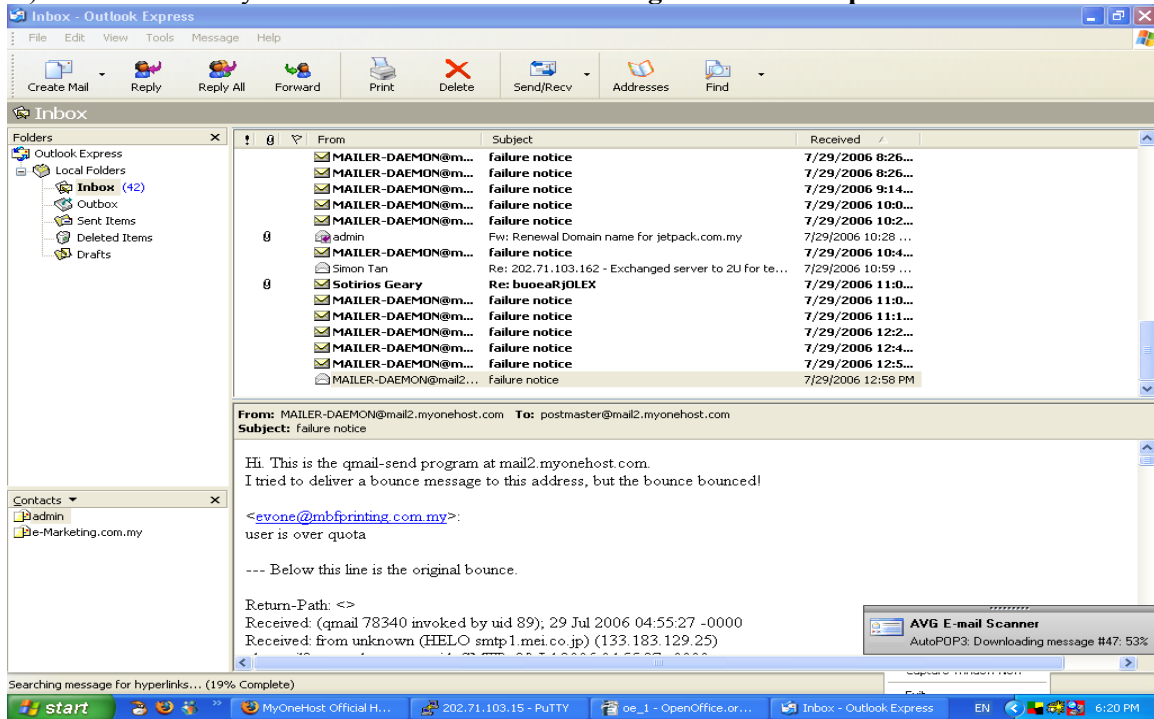 Inbox - Outlook Express
File Edit View Tools Message Help
Create Mail Reply Reply All Forward Print Delete Send/Recv Addresses Find
Inbox
Folders
Outlook Express
Local Folders
Inbox (42)
Outbox
Sent Items
Deleted Items
Drafts
! From Subject Received
MAILER-DAEMON@m... failure notice 7/29/2006 8:26...
MAILER-DAEMON@m... failure notice 7/29/2006 8:26...
MAILER-DAEMON@m... failure notice 7/29/2006 9:14...
MAILER-DAEMON@m... failure notice 7/29/2006 10:0...
MAILER-DAEMON@m... failure notice 7/29/2006 10:2...
admin Fw: Renewal Domain name for jetpack.com.my 7/29/2006 10:28 ...
MAILER-DAEMON@m... failure notice 7/29/2006 10:4...
Simon Tan Re: 202.71.103.162 - Exchanged server to 2U for te... 7/29/2006 10:59 ...
Sotirios Geary Re: buoeaRjOLEX 7/29/2006 11:0...
MAILER-DAEMON@m... failure notice 7/29/2006 11:0...
MAILER-DAEMON@m... failure notice 7/29/2006 11:1...
MAILER-DAEMON@m... failure notice 7/29/2006 12:2...
MAILER-DAEMON@m... failure notice 7/29/2006 12:4...
MAILER-DAEMON@m... failure notice 7/29/2006 12:5...
MAILER-DAEMON@mail2... failure notice 7/29/2006 12:58 PM
From: MAILER-DAEMON@mail2.myonehost.com To: postmaster@mail2.myonehost.com
Subject: failure notice
Hi. This is the qmail-send program at mail2.myonehost.com.
I tried to deliver a bounce message to this address, but the bounce bounced!
<evone@mbfprinting.com.my>:
user is over quota
--- Below this line is the original bounce.
Return-Path: <>
Received: (qmail 78340 invoked by uid 89); 29 Jul 2006 04:55:27 -0000
Received: from unknown (HELO smtp1.mei.co.jp) (133.183.129.25)
Contacts
admin
e-Marketing.com.my
AVG E-mail Scanner
AutoPOP3: Downloading message #47: 53%
Searching message for hyperlinks... (19% Complete)
start MyOneHost Official H... 202.71.103.15 - PuTTY oe_1 - OpenOffice.or... Inbox - Outlook Express EN 6:20 PM